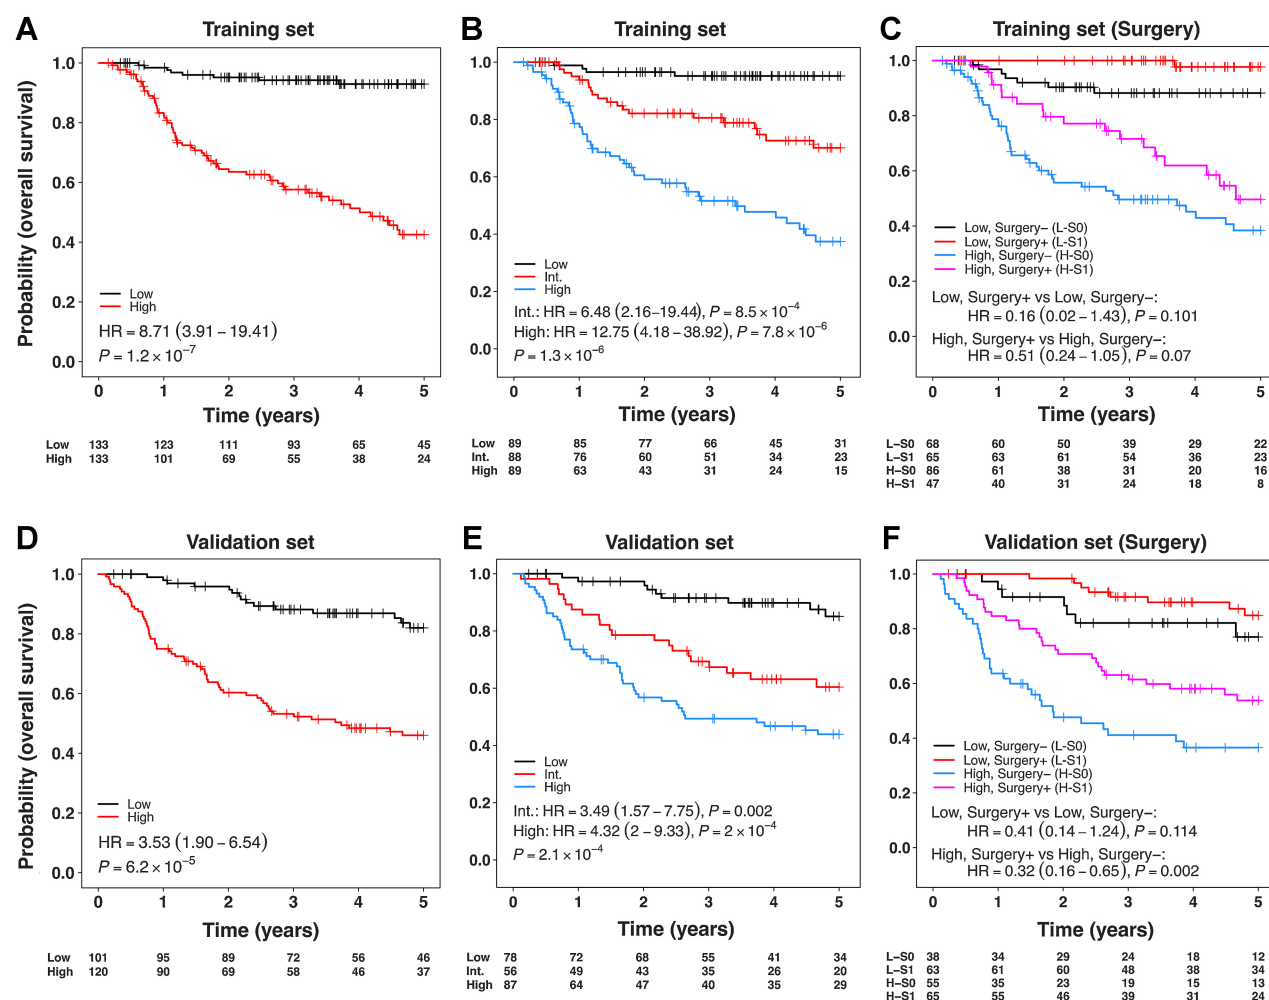 A
Training set
Probability (overall survival)
1.0
0.8
0.6
0.4
0.2
0.0
Low
High
HR = 8.71 (3.91 – 19.41)
P = 1.2 × 10⁻⁷
0 1 2 3 4 5
Time (years)
Low 133 123 111 93 65 45
High 133 101 69 55 38 24
B
Training set
1.0
0.8
0.6
0.4
0.2
0.0
Low
Int.
High
Int.: HR = 6.48 (2.16–19.44), P = 8.5 × 10⁻⁴
High: HR = 12.75 (4.18 – 38.92), P = 7.8 × 10⁻⁶
P = 1.3 × 10⁻⁶
0 1 2 3 4 5
Time (years)
Low 89 85 77 66 45 31
Int. 88 76 60 51 34 23
High 89 63 43 31 24 15
C
Training set (Surgery)
1.0
0.8
0.6
0.4
0.2
0.0
Low, Surgery– (L-S0)
Low, Surgery+ (L-S1)
High, Surgery– (H-S0)
High, Surgery+ (H-S1)
Low, Surgery+ vs Low, Surgery–:
HR = 0.16 (0.02 – 1.43), P = 0.101
High, Surgery+ vs High, Surgery–:
HR = 0.51 (0.24 – 1.05), P = 0.07
0 1 2 3 4 5
Time (years)
L–S0 68 60 50 39 29 22
L–S1 65 63 61 54 36 23
H–S0 86 61 38 31 20 16
H–S1 47 40 31 24 18 8
D
Validation set
Probability (overall survival)
1.0
0.8
0.6
0.4
0.2
0.0
Low
High
HR = 3.53 (1.90 – 6.54)
P = 6.2 × 10⁻⁵
0 1 2 3 4 5
Time (years)
Low 101 95 89 72 56 46
High 120 90 69 58 46 37
E
Validation set
1.0
0.8
0.6
0.4
0.2
0.0
Low
Int.
High
Int.: HR = 3.49 (1.57 – 7.75), P = 0.002
High: HR = 4.32 (2 – 9.33), P = 2 × 10⁻⁴
P = 2.1 × 10⁻⁴
0 1 2 3 4 5
Time (years)
Low 78 72 68 55 41 34
Int. 56 49 43 35 26 20
High 87 64 47 40 35 29
F
Validation set (Surgery)
1.0
0.8
0.6
0.4
0.2
0.0
Low, Surgery– (L-S0)
Low, Surgery+ (L-S1)
High, Surgery– (H-S0)
High, Surgery+ (H-S1)
Low, Surgery+ vs Low, Surgery–:
HR = 0.41 (0.14 – 1.24), P = 0.114
High, Surgery+ vs High, Surgery–:
HR = 0.32 (0.16 – 0.65), P = 0.002
0 1 2 3 4 5
Time (years)
L–S0 38 34 29 24 18 12
L–S1 63 61 60 48 38 34
H–S0 55 35 23 19 15 13
H–S1 65 55 46 39 31 24